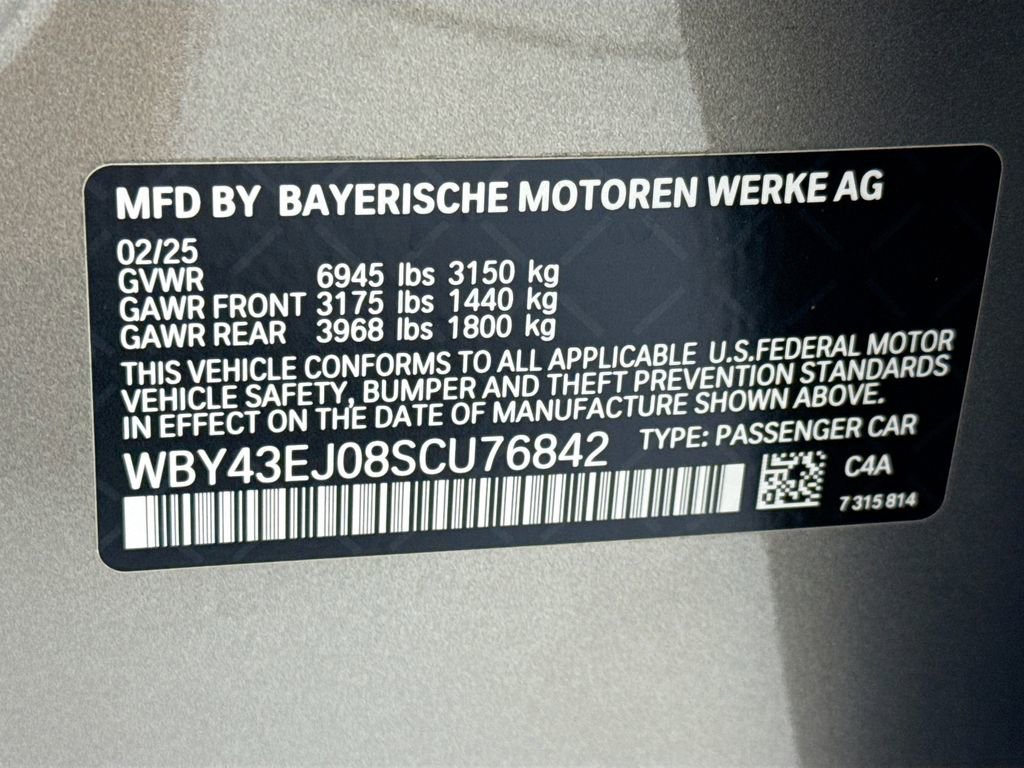 MFD BY BAYERISCHE MOTOREN WERKE AG
02/25
GVWR 6945 lbs 3150 kg
GAWR FRONT 3175 lbs 1440 kg
GAWR REAR 3968 lbs 1800 kg
THIS VEHICLE CONFORMS TO ALL APPLICABLE U.S.FEDERAL MOTOR
VEHICLE SAFETY, BUMPER AND THEFT PREVENTION STANDARDS
IN EFFECT ON THE DATE OF MANUFACTURE SHOWN ABOVE.
WBY43EJ08SCU76842 TYPE: PASSENGER CAR
C4A
7 315 814